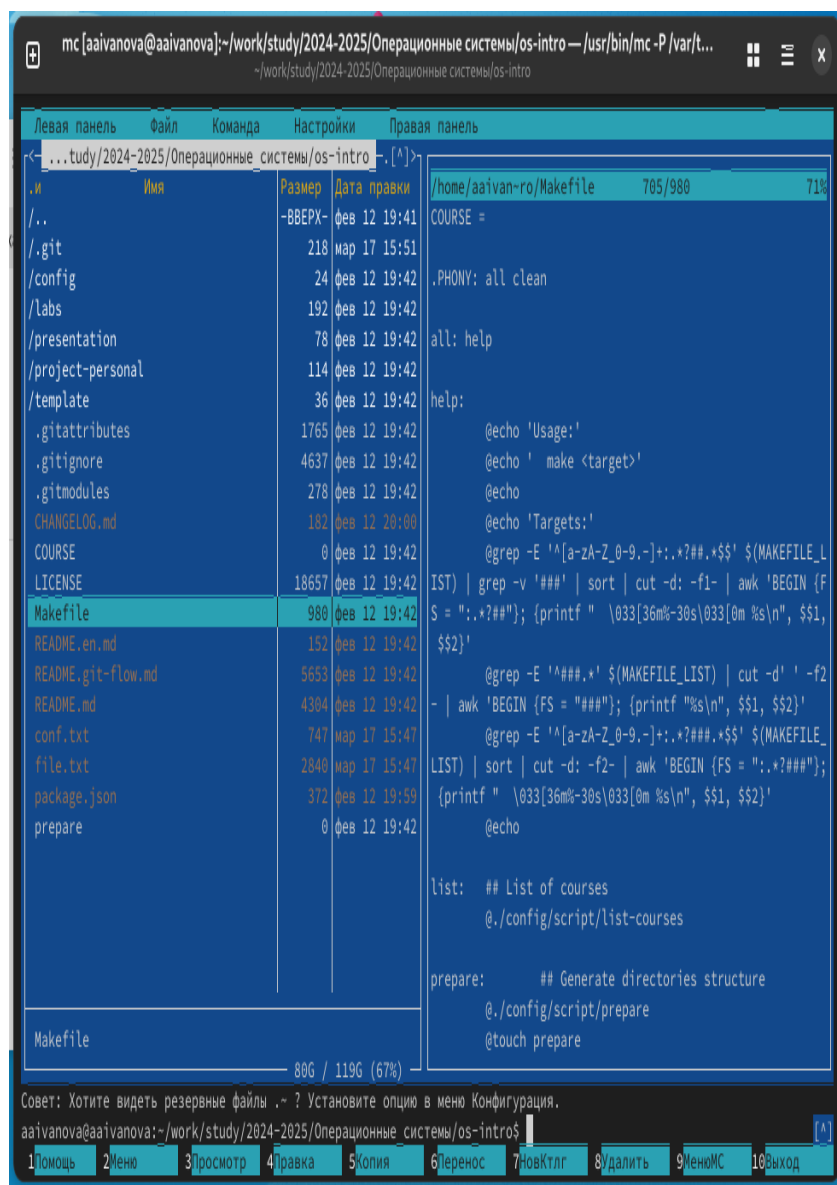 mc [aaivanova@aaivanova]:~/work/study/2024-2025/Операционные системы/os-intro — /usr/bin/mc -P /var/t...
~/work/study/2024-2025/Операционные системы/os-intro
Левая панель Файл Команда Настройки Правая панель
<- ...tudy/2024-2025/Операционные системы/os-intro -.[^]>
.и Имя Размер Дата правки
/.. -ВВЕРХ- фев 12 19:41
/.git 218 мар 17 15:51
/config 24 фев 12 19:42
/labs 192 фев 12 19:42
/presentation 78 фев 12 19:42
/project-personal 114 фев 12 19:42
/template 36 фев 12 19:42
.gitattributes 1765 фев 12 19:42
.gitignore 4637 фев 12 19:42
.gitmodules 278 фев 12 19:42
CHANGELOG.md 182 фев 12 20:00
COURSE 0 фев 12 19:42
LICENSE 18657 фев 12 19:42
Makefile 980 фев 12 19:42
README.en.md 152 фев 12 19:42
README.git-flow.md 5653 фев 12 19:42
README.md 4304 фев 12 19:42
conf.txt 747 мар 17 15:47
file.txt 2840 мар 17 15:47
package.json 372 фев 12 19:59
prepare 0 фев 12 19:42
Makefile
80G / 119G (67%)
/home/aaivan~ro/Makefile 705/980 71%
COURSE =
.PHONY: all clean
all: help
help:
@echo 'Usage:'
@echo ' make <target>'
@echo
@echo 'Targets:'
@grep -E '^[a-zA-Z_0-9.-]+:.*?##.*$$' $(MAKEFILE_L
IST) | grep -v '###' | sort | cut -d: -f1- | awk 'BEGIN {F
S = ":.*?##"}; {printf " \033[36m%-30s\033[0m %s\n", $$1,
$$2}'
@grep -E '^###.*' $(MAKEFILE_LIST) | cut -d' ' -f2
- | awk 'BEGIN {FS = "###"}; {printf "%s\n", $$1, $$2}'
@grep -E '^[a-zA-Z_0-9.-]+:.*?###.*$$' $(MAKEFILE_
LIST) | sort | cut -d: -f2- | awk 'BEGIN {FS = ":.*?###"};
{printf " \033[36m%-30s\033[0m %s\n", $$1, $$2}'
@echo
list: ## List of courses
@./config/script/list-courses
prepare: ## Generate directories structure
@./config/script/prepare
@touch prepare
Совет: Хотите видеть резервные файлы .~ ? Установите опцию в меню Конфигурация.
aaivanova@aaivanova:~/work/study/2024-2025/Операционные системы/os-intro$ [^]
1Помощь 2Меню 3Просмотр 4Правка 5Копия 6Перенос 7НовКтлг 8Удалить 9МенюМС 10Выход